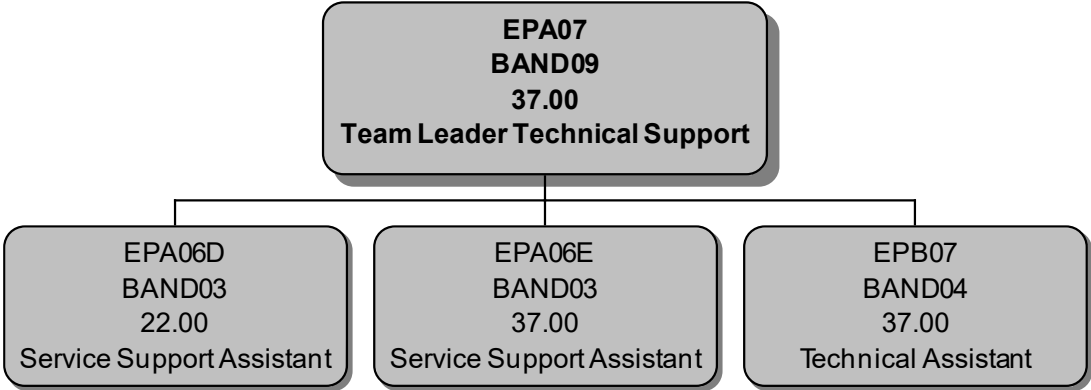 EPA07
BAND09
37.00
Team Leader Technical Support
EPA06D
BAND03
22.00
Service Support Assistant
EPA06E
BAND03
37.00
Service Support Assistant
EPB07
BAND04
37.00
Technical Assistant